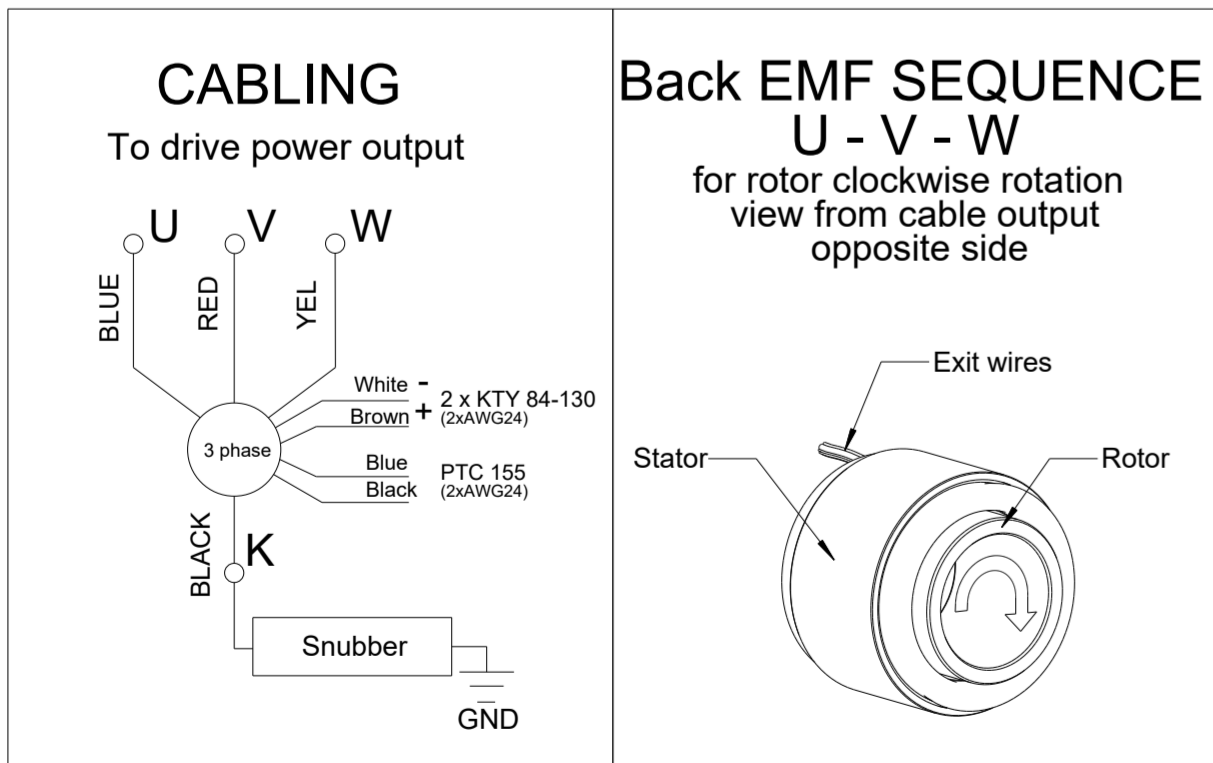 CABLING
To drive power output
U
V
W
BLUE
RED
YEL
3 phase
White -
Brown +
2 x KTY 84-130
(2xAWG24)
Blue
Black
PTC 155
(2xAWG24)
BLACK
K
Snubber
GND
Back EMF SEQUENCE
U - V - W
for rotor clockwise rotation
view from cable output
opposite side
Exit wires
Stator
Rotor